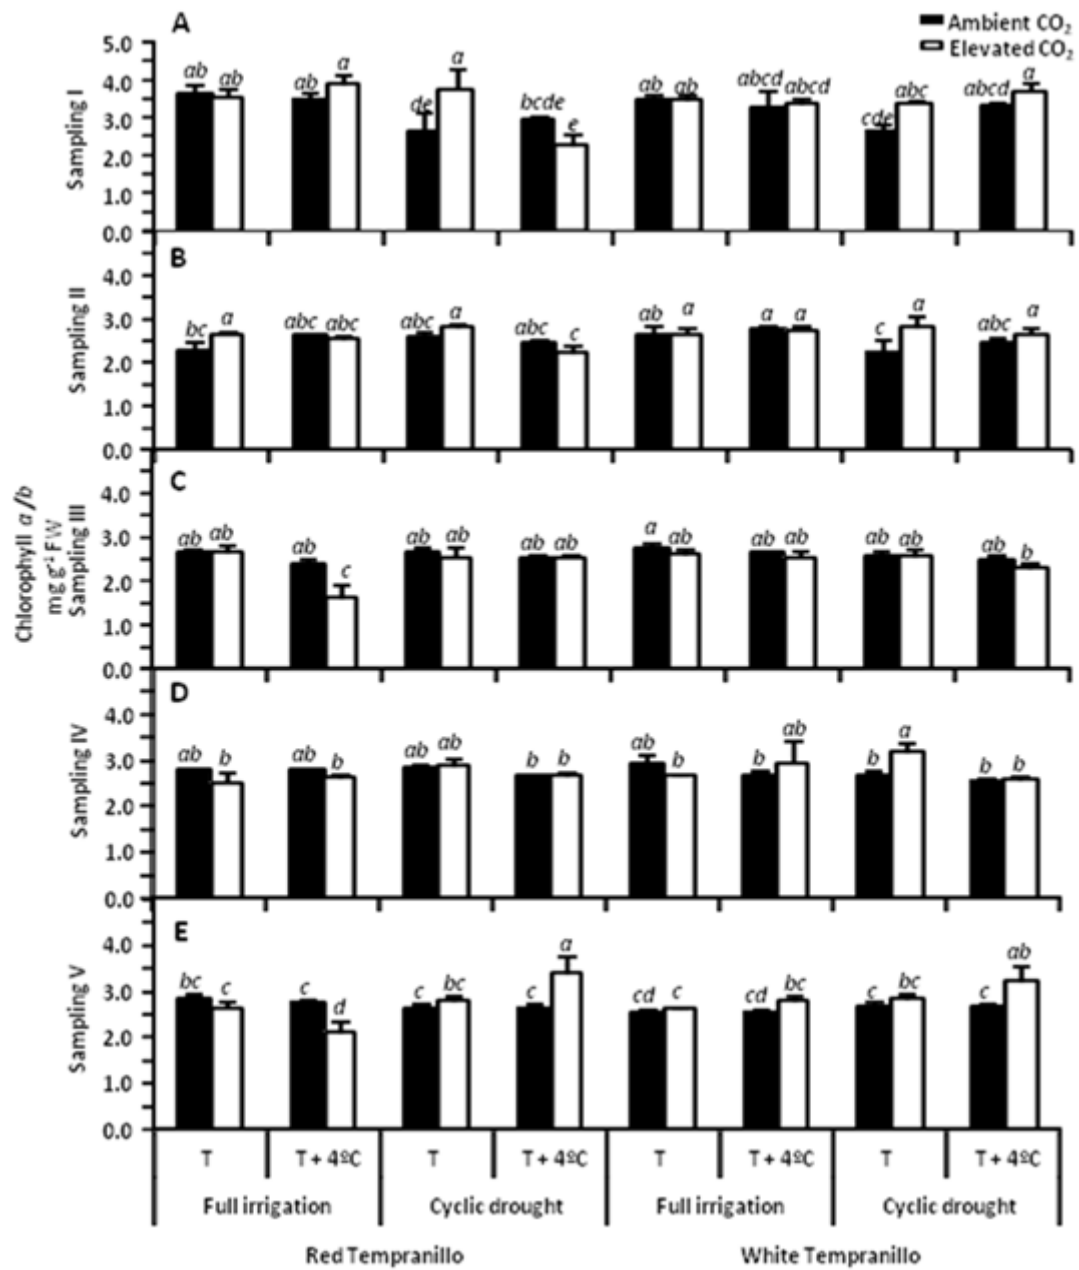 A
Ambient CO₂
Elevated CO₂
5.0
4.0
3.0
2.0
1.0
0.0
Sampling I
ab ab ab a de a bcde e ab ab abcd abcd cde abc abcd a
B
4.0
3.0
2.0
1.0
0.0
Sampling II
bc a abc abc abc a abc c ab a a a c a abc a
C
4.0
3.0
2.0
1.0
0.0
Chlorophyll a/b
mg g⁻¹ FW
Sampling III
ab ab ab c ab ab ab ab a ab ab ab ab ab ab b
D
4.0
3.0
2.0
1.0
0.0
Sampling IV
ab b ab b ab ab b b ab b b ab b a b b
E
4.0
3.0
2.0
1.0
0.0
Sampling V
bc c c d c bc c a cd c cd bc c bc c ab
T T + 4ºC T T + 4ºC T T + 4ºC T T + 4ºC
Full irrigation Cyclic drought Full irrigation Cyclic drought
Red Tempranillo White Tempranillo